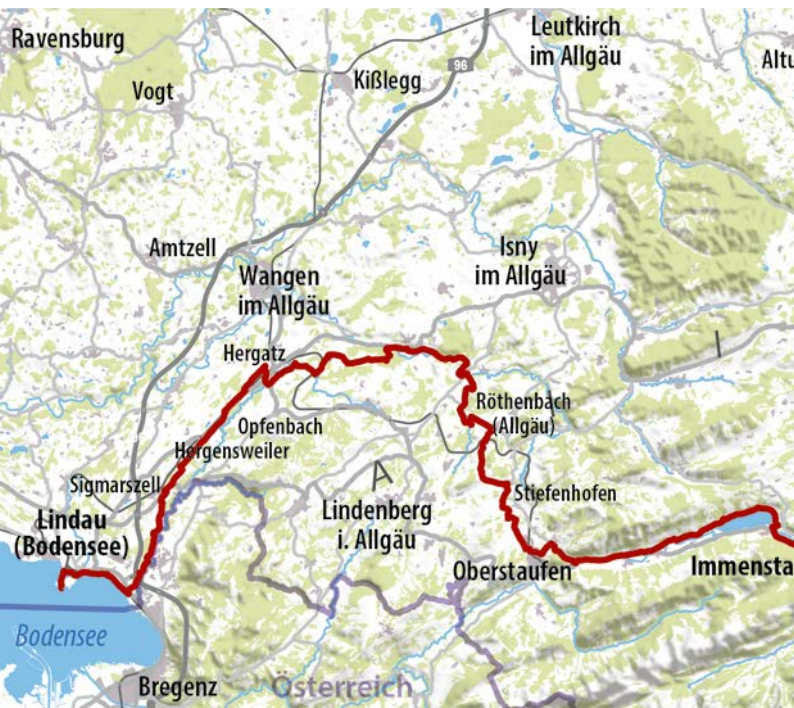 Ravensburg
Leutkirch
im Allgäu
Vogt
96
Kißlegg
Altu
Amtzell
Isny
im Allgäu
Wangen
im Allgäu
Hergatz
I
Röthenbach
(Allgäu)
Opfenbach
Hergensweiler
A
Sigmarszell
Stiefenhofen
Lindau
(Bodensee)
Lindenberg
i. Allgäu
Oberstaufen
Immensta
Bodensee
Bregenz
Österreich